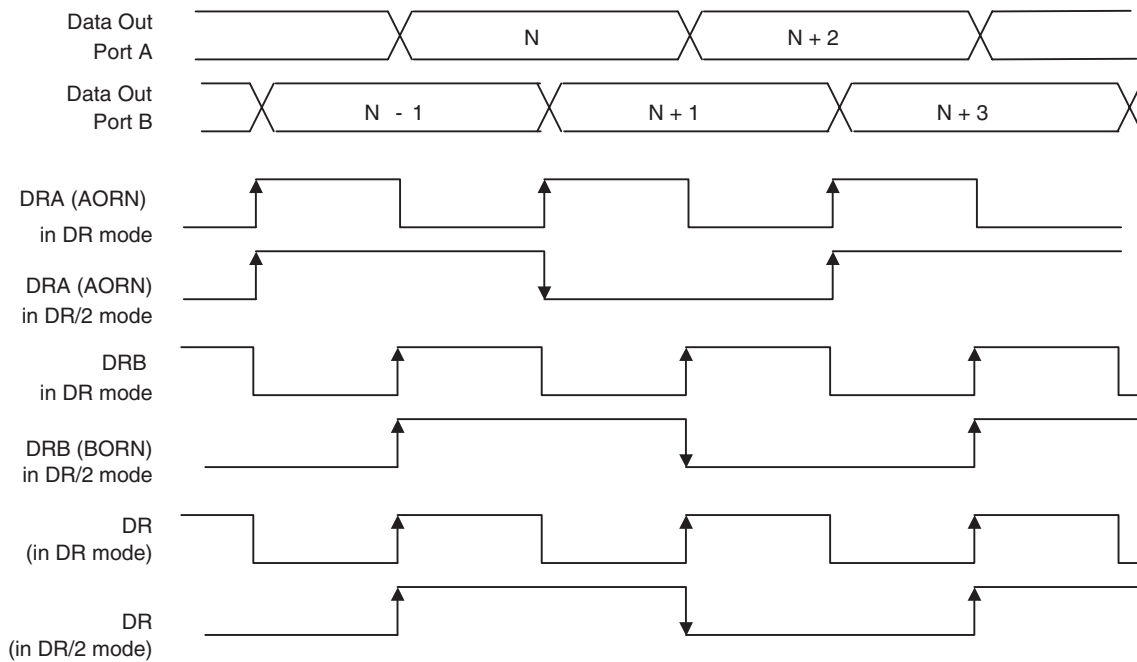 Data Out
Port A
N
N + 2
Data Out
Port B
N - 1
N + 1
N + 3
DRA (AORN)
in DR mode
DRA (AORN)
in DR/2 mode
DRB
in DR mode
DRB (BORN)
in DR/2 mode
DR
(in DR mode)
DR
(in DR/2 mode)